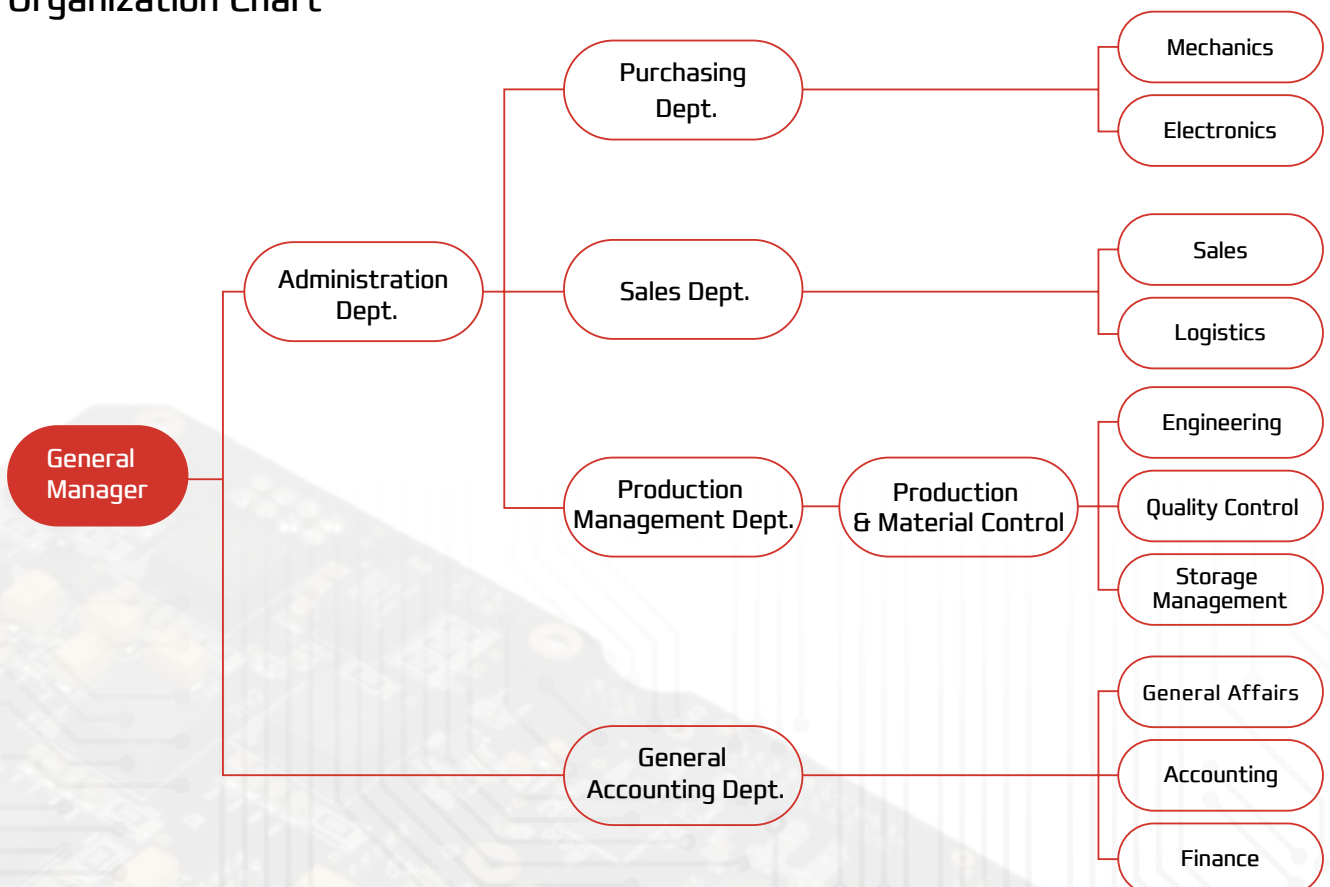 Organization Chart
Purchasing
Dept.
Mechanics
Electronics
Administration
Dept.
Sales Dept.
Sales
Logistics
General
Manager
Production
Management Dept.
Production
& Material Control
Engineering
Quality Control
Storage
Management
General
Accounting Dept.
General Affairs
Accounting
Finance